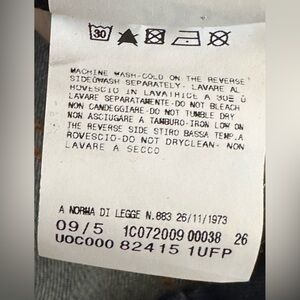 30
MACHINE WASH-COLD ON THE REVERSE
SIDE WASH SEPARATELY- LAVARE AL
ROVESCIO IN LAVATRICE A 30E O
LAVARE SEPARATAMENTE-DO NOT BLEACH
NON CANDEGGIARE-DO NOT TUMBLE DRY
NON ASCIUGARE A TAMBURO-IRON LOW ON
THE REVERSE SIDE STIRO BASSA TEMP.A
ROVESCIO-DO NOT DRYCLEAN- NON
LAVARE A SECCO
A NORMA DI LEGGE N.883 26/11/1973
09/5 1C072009 00038 26
UOC000 82415 1UFP